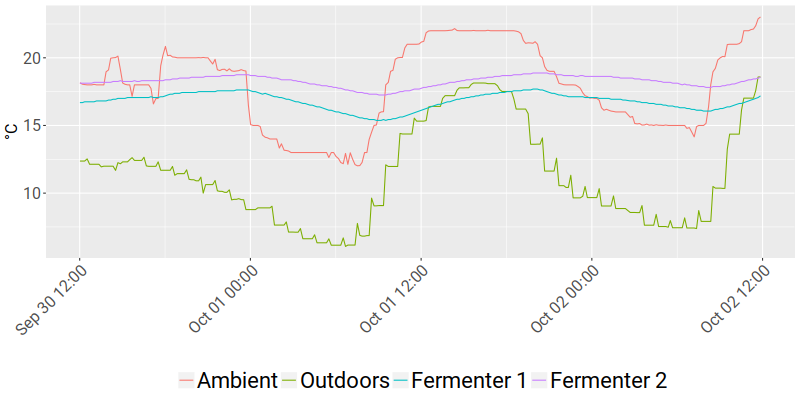 20
15
10
°C
Sep 30 12:00
Oct 01 00:00
Oct 01 12:00
Oct 02 00:00
Oct 02 12:00
Ambient Outdoors Fermenter 1 Fermenter 2